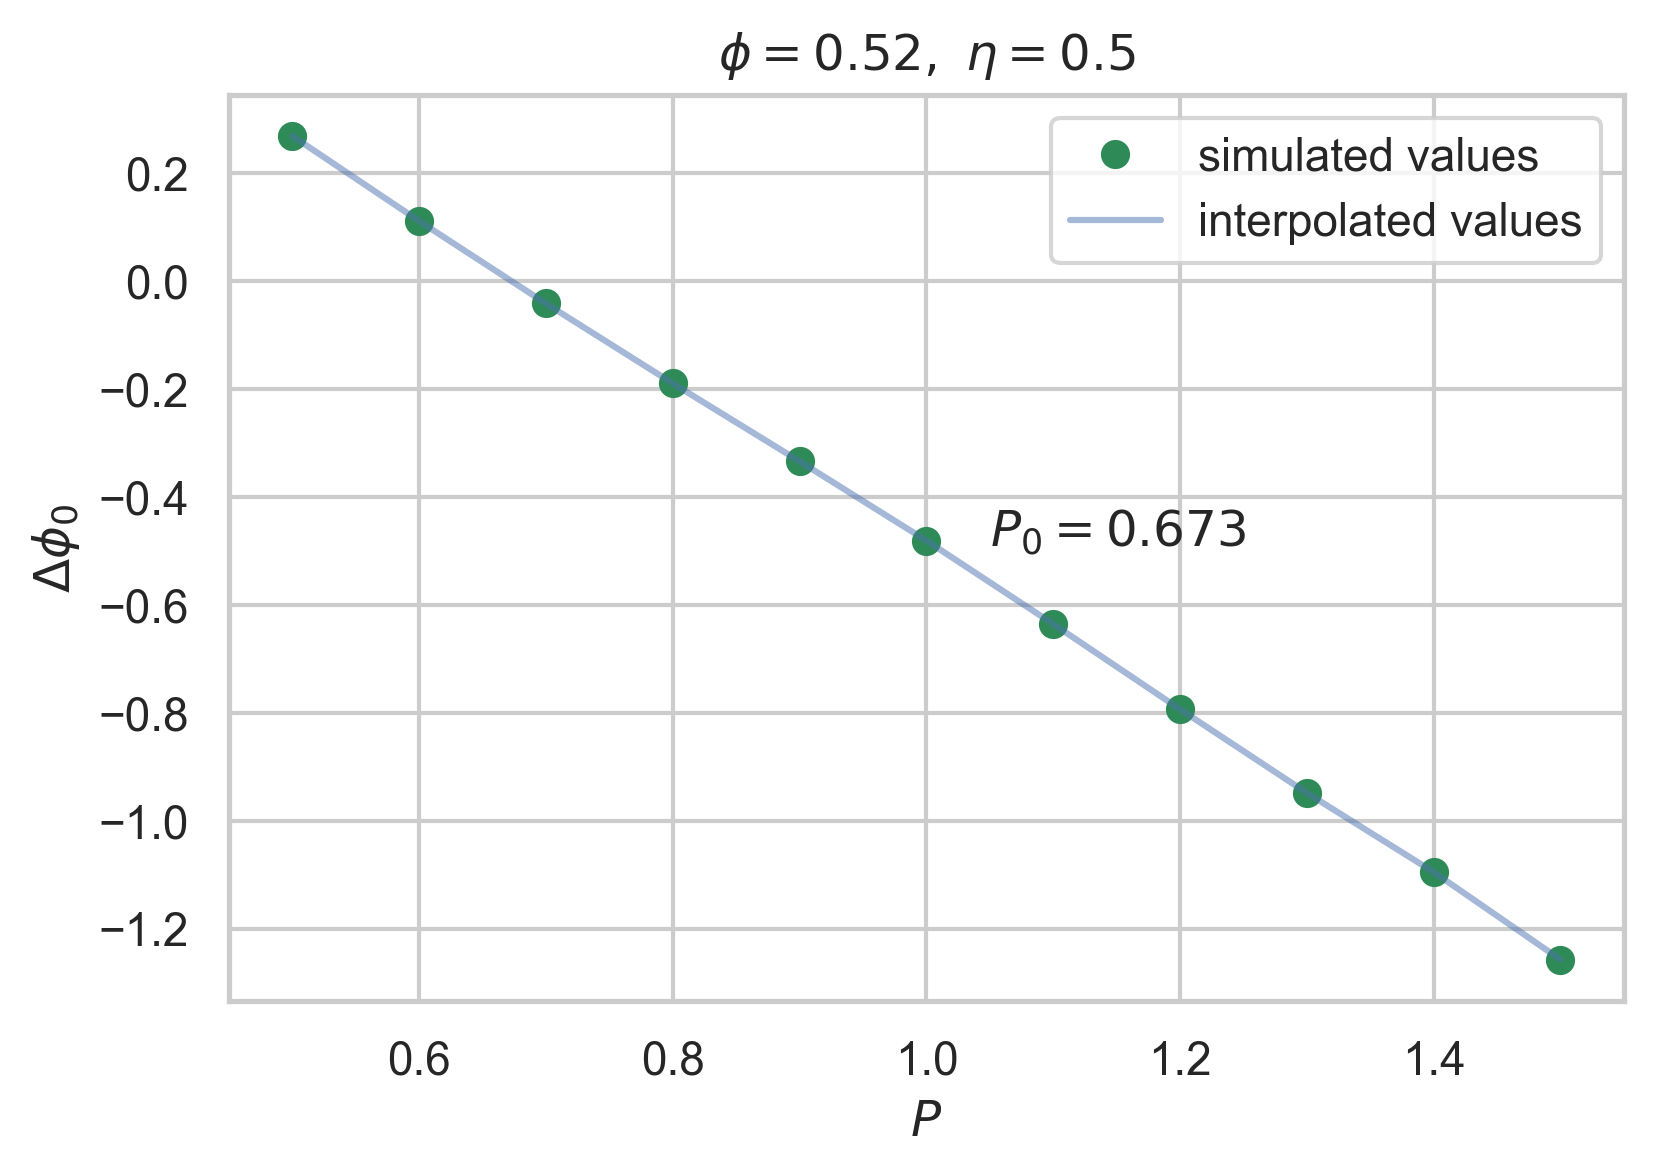 ϕ = 0.52, η = 0.5
simulated values
interpolated values
0.2
0.0
−0.2
−0.4
−0.6
−0.8
−1.0
−1.2
Δϕ₀
P₀ = 0.673
0.6 0.8 1.0 1.2 1.4
P